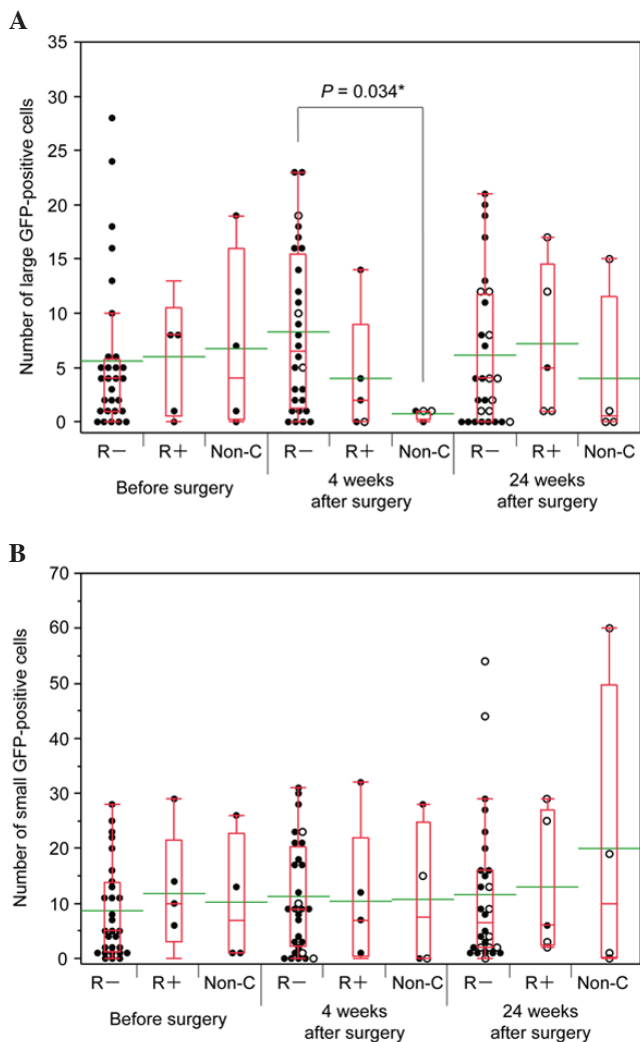 A
35
30
25
20
15
10
5
0
Number of large GFP-positive cells
P = 0.034*
R− R+ Non-C R− R+ Non-C R− R+ Non-C
Before surgery
4 weeks
after surgery
24 weeks
after surgery
B
70
60
50
40
30
20
10
0
Number of small GFP-positive cells
R− R+ Non-C R− R+ Non-C R− R+ Non-C
Before surgery
4 weeks
after surgery
24 weeks
after surgery